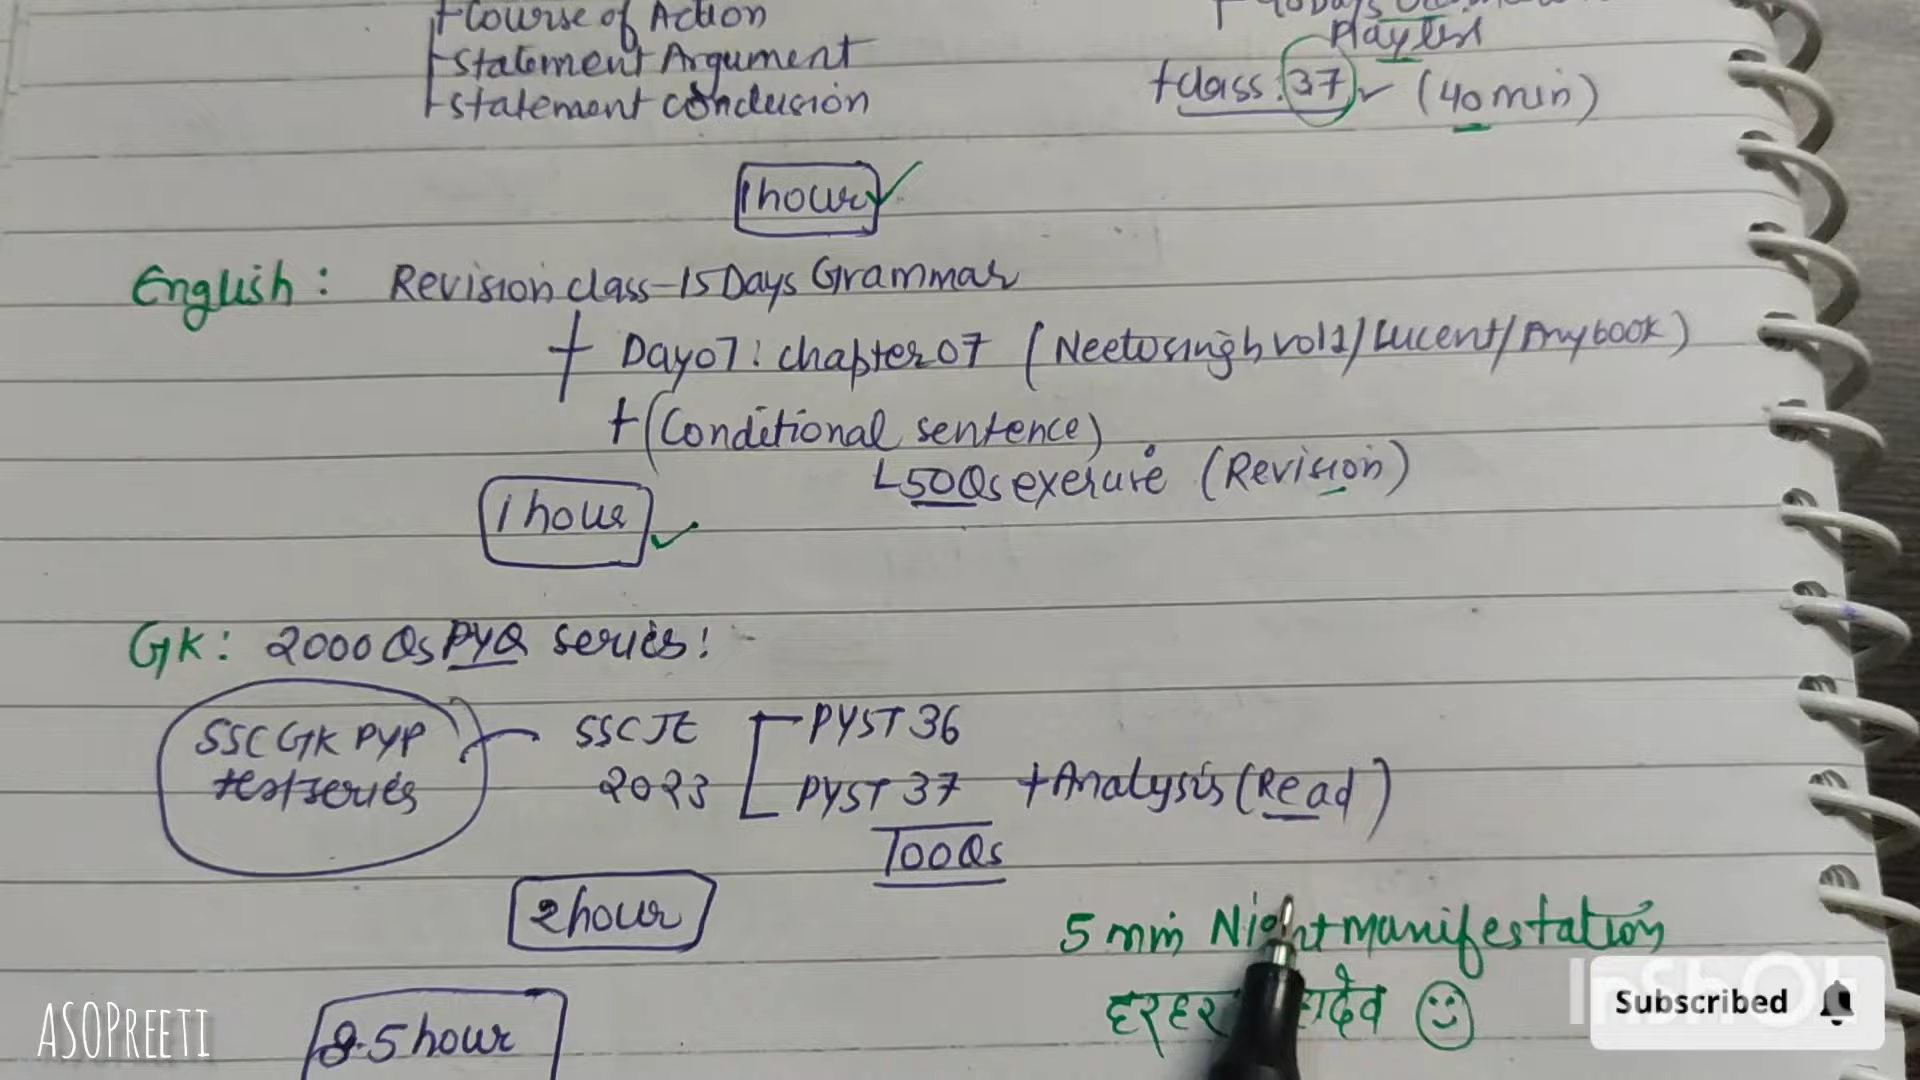 +Course of Action
Statement Argument
Statement conclusion
Playlist
+class: 37 (40 min)
1 hour
English: Revision class-15 Days Grammar
+ Day 07: chapter 07 (Neetu singh vol 1/Lucent/Any book)
+ (Conditional sentence)
50Qs exercise (Revision)
1 hour
GK: 2000 Qs PYQ series:
SSC GK PYP
test series
SSC JE
2023
PYST 36
PYST 37 + Analysis (Read)
100Qs
2 hour
5 min Night manifestation
हर हर
8.5 hour
ASOPREETI
InShOt
Subscribed